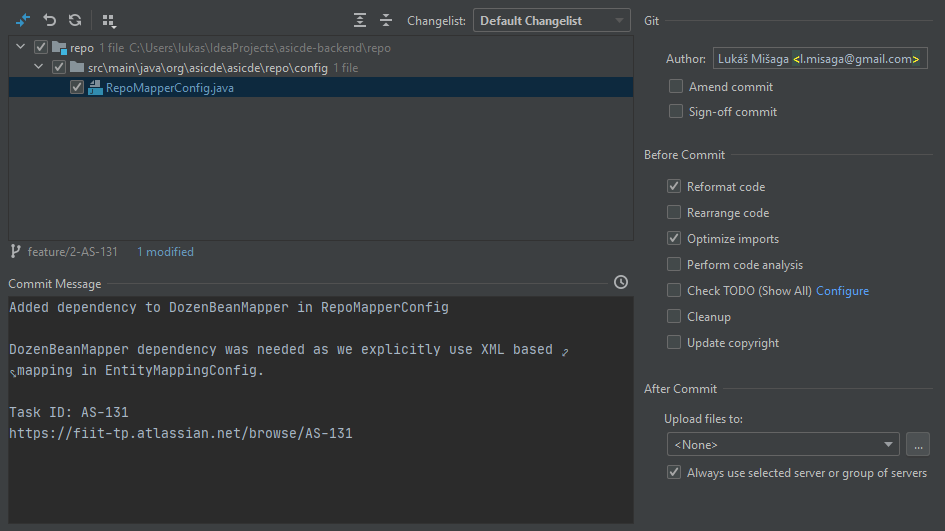 Changelist: Default Changelist
repo 1 file C:\Users\lukas\IdeaProjects\asicde-backend\repo
src\main\java\org\asicde\asicde\repo\config 1 file
RepoMapperConfig.java
feature/2-AS-131 1 modified
Commit Message
Added dependency to DozenBeanMapper in RepoMapperConfig
DozenBeanMapper dependency was needed as we explicitly use XML based
mapping in EntityMappingConfig.
Task ID: AS-131
https://fiit-tp.atlassian.net/browse/AS-131
Git
Author: Lukáš Mišaga <l.misaga@gmail.com>
Amend commit
Sign-off commit
Before Commit
Reformat code
Rearrange code
Optimize imports
Perform code analysis
Check TODO (Show All) Configure
Cleanup
Update copyright
After Commit
Upload files to:
<None> ...
Always use selected server or group of servers